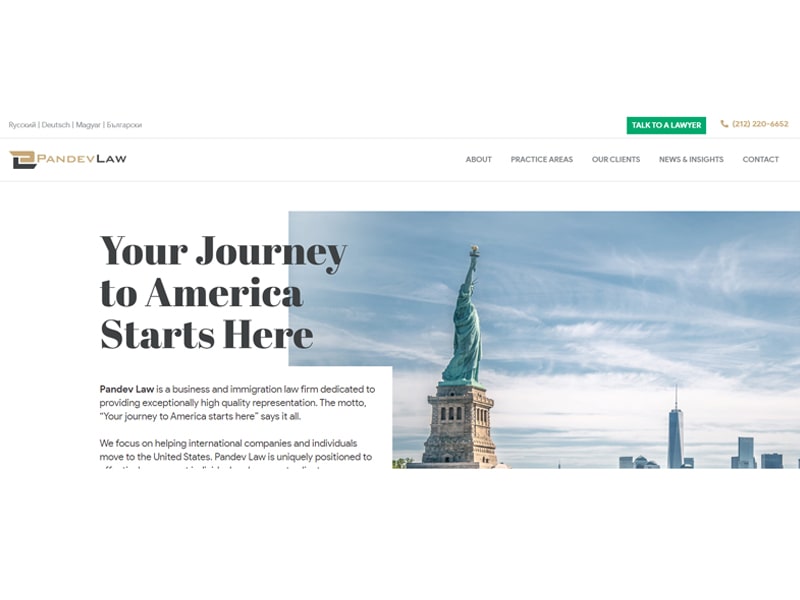 Русский | Deutsch | Magyar | Български
TALK TO A LAWYER
(212) 220-6652
PANDEVLAW
ABOUT
PRACTICE AREAS
OUR CLIENTS
NEWS & INSIGHTS
CONTACT
Your Journey
to America
Starts Here
Pandev Law is a business and immigration law firm dedicated to
providing exceptionally high quality representation. The motto,
“Your journey to America starts here” says it all.
We focus on helping international companies and individuals
move to the United States. Pandev Law is uniquely positioned to